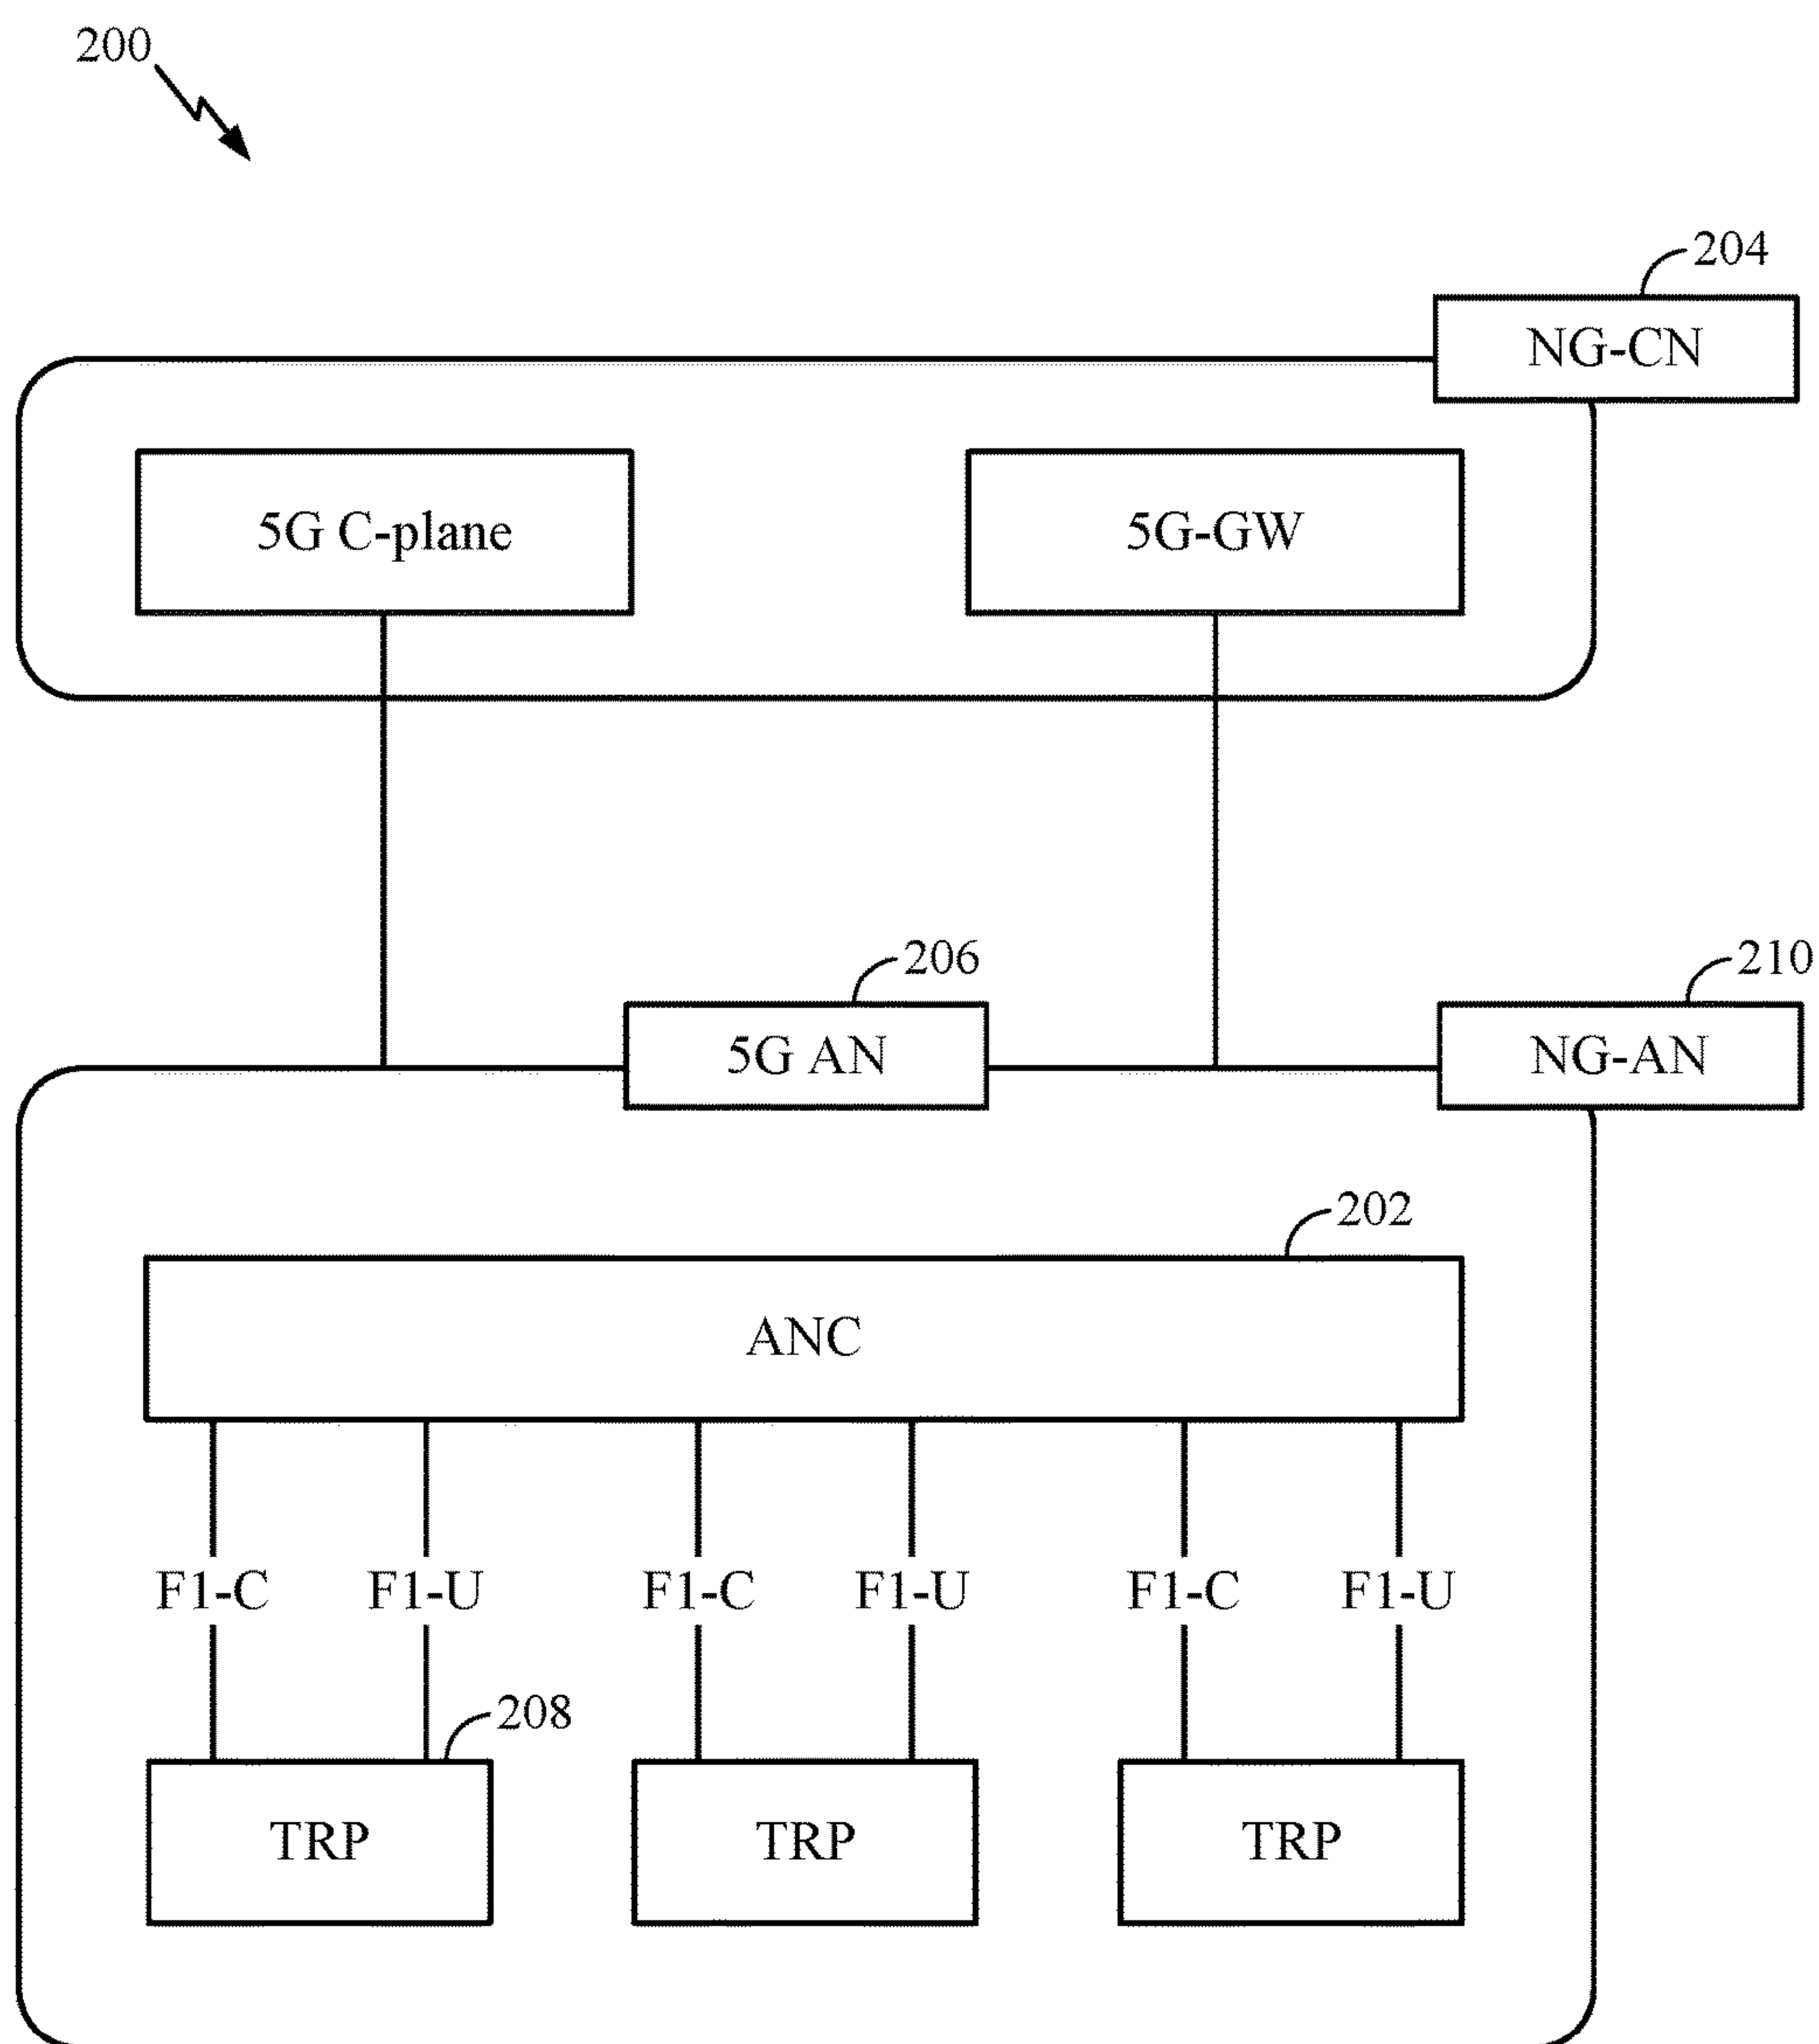 200
204
NG-CN
5G C-plane
5G-GW
206
210
5G AN
NG-AN
202
ANC
F1-C F1-U F1-C F1-U F1-C F1-U
208
TRP
TRP
TRP